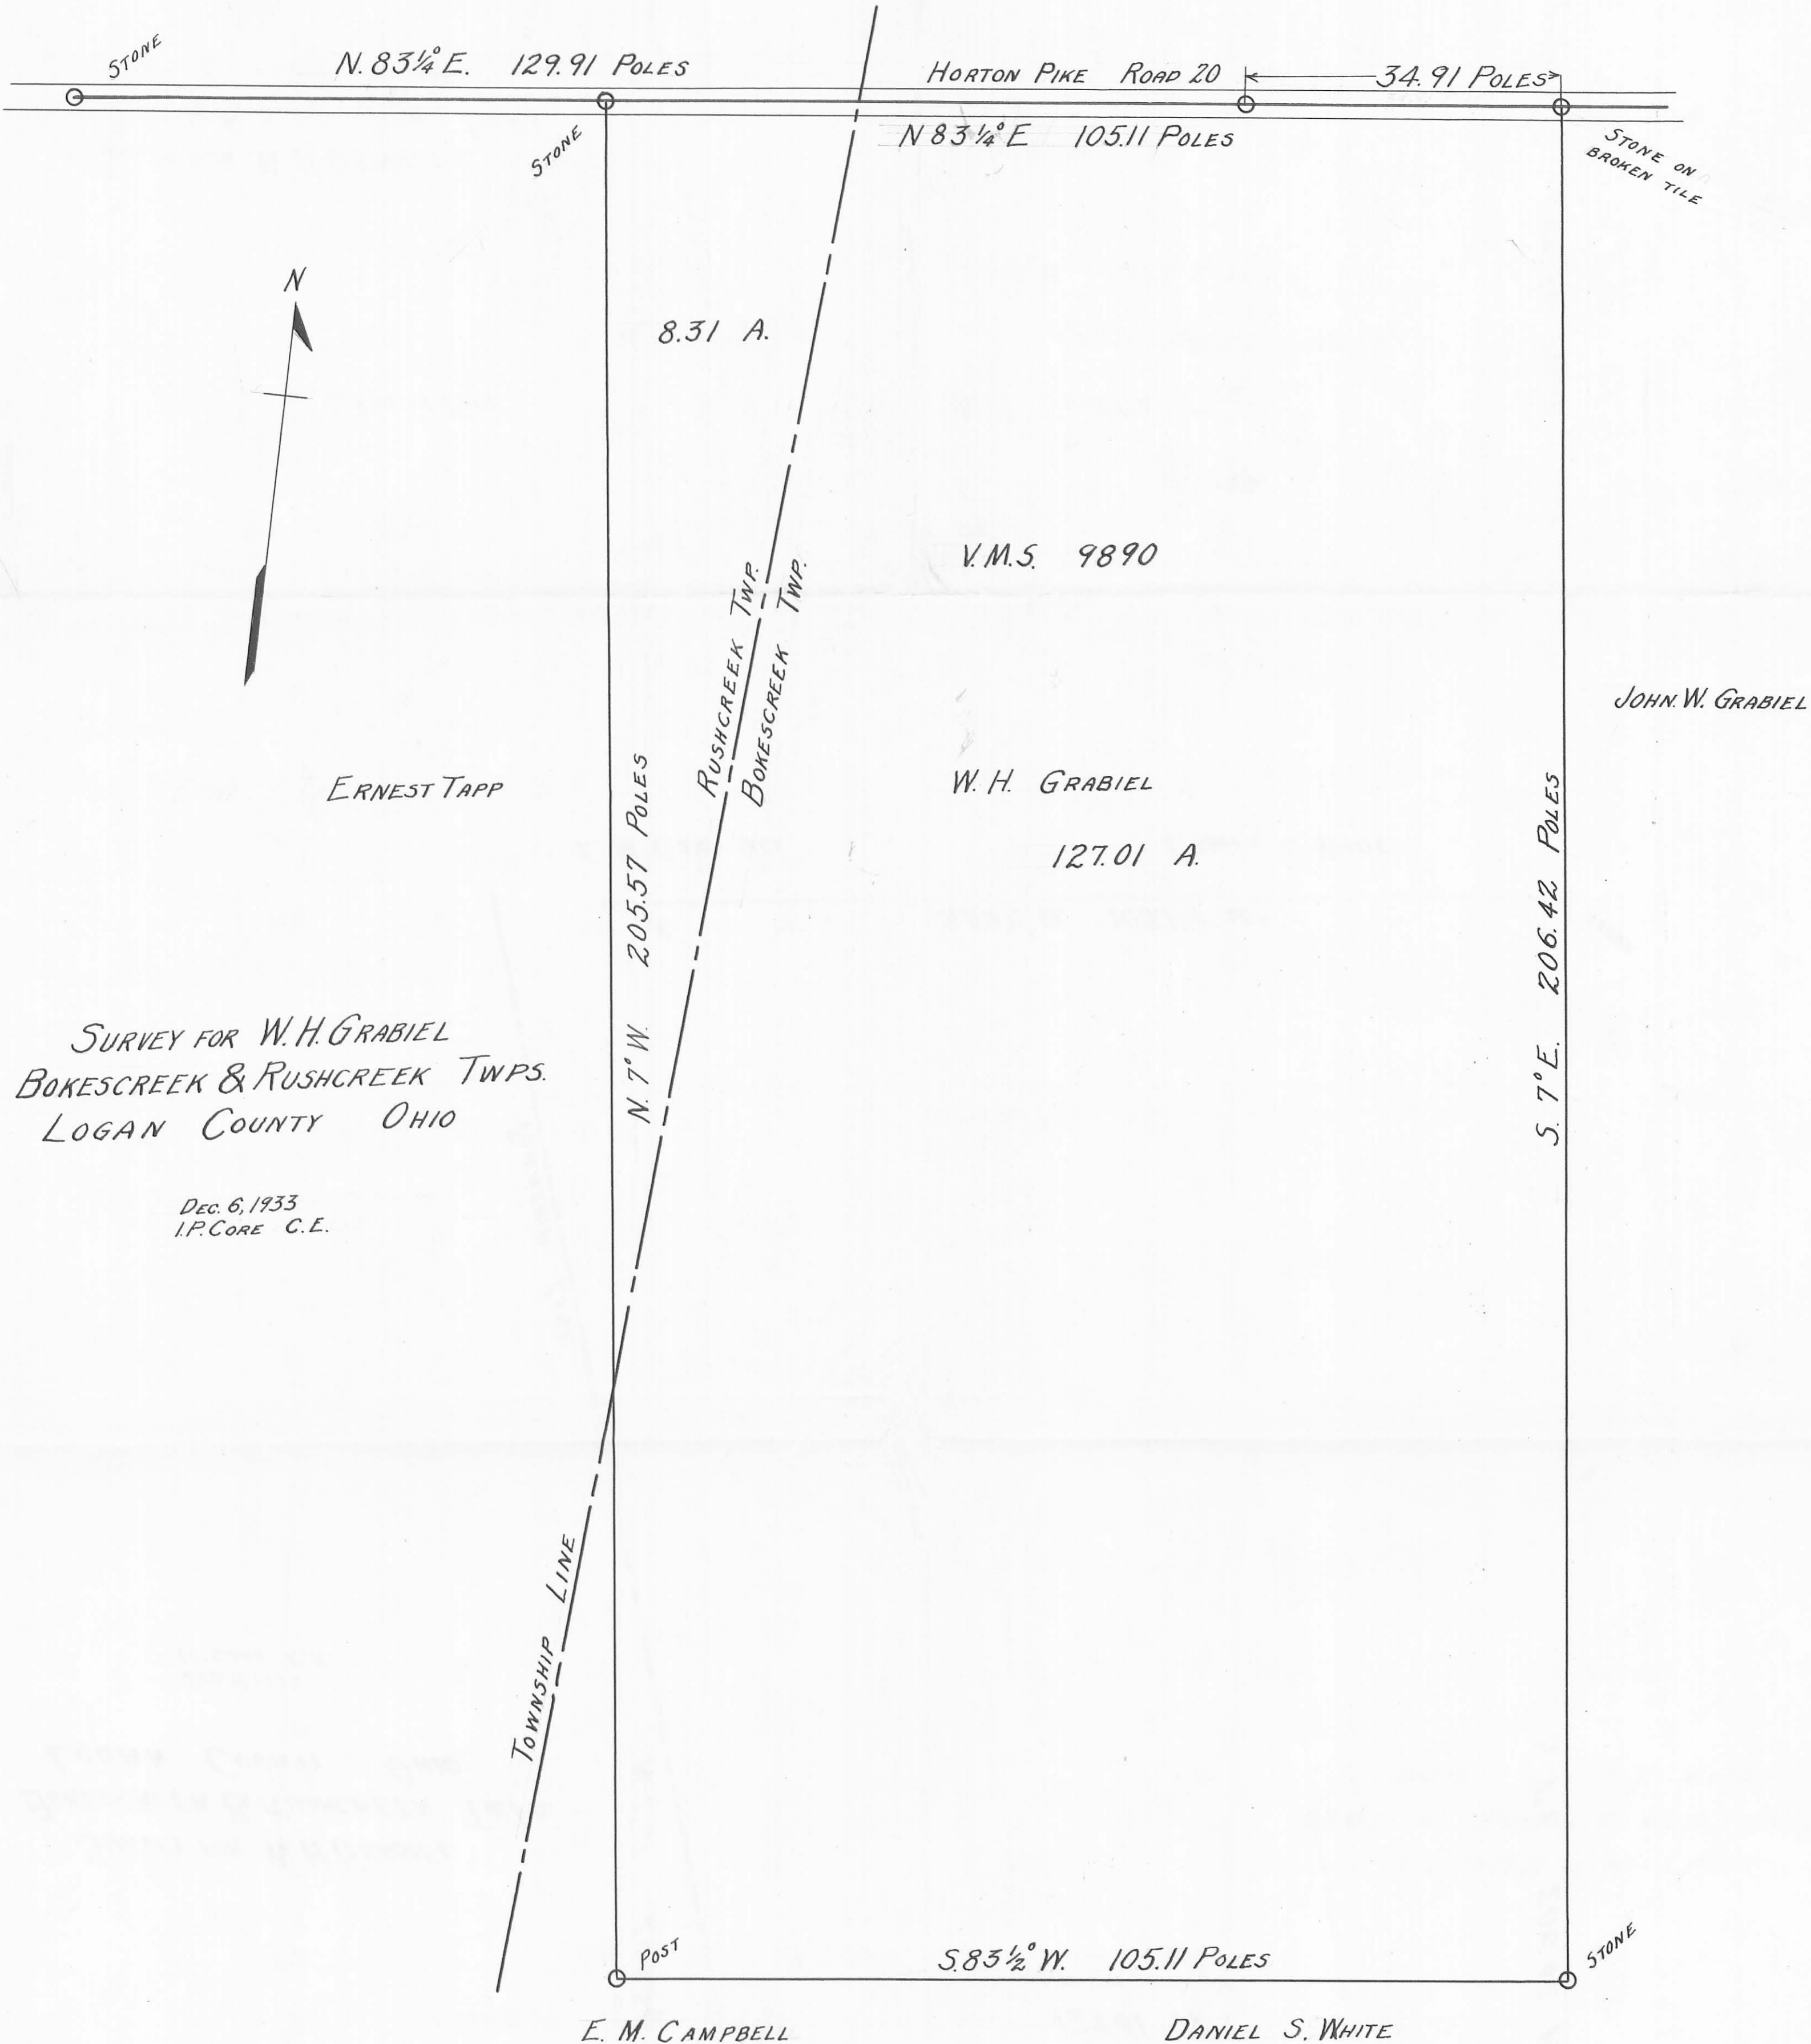 STONE
N. 83¼° E. 129.91 POLES
HORTON PIKE ROAD 20
34.91 POLES
STONE
N 83¼° E 105.11 POLES
STONE ON
BROKEN TILE
N
8.31 A.
V.M.S. 9890
RUSHCREEK TWP.
BOKESCREEK TWP.
JOHN. W. GRABIEL
ERNEST TAPP
W. H. GRABIEL
127.01 A.
N. 7° W. 205.57 POLES
S. 7° E. 206.42 POLES
SURVEY FOR W. H. GRABIEL
BOKESCREEK & RUSHCREEK TWPS.
LOGAN COUNTY OHIO
DEC. 6, 1933
I. P. CORE C. E.
TOWNSHIP LINE
POST
S. 83½° W. 105.11 POLES
STONE
E. M. CAMPBELL
DANIEL S. WHITE